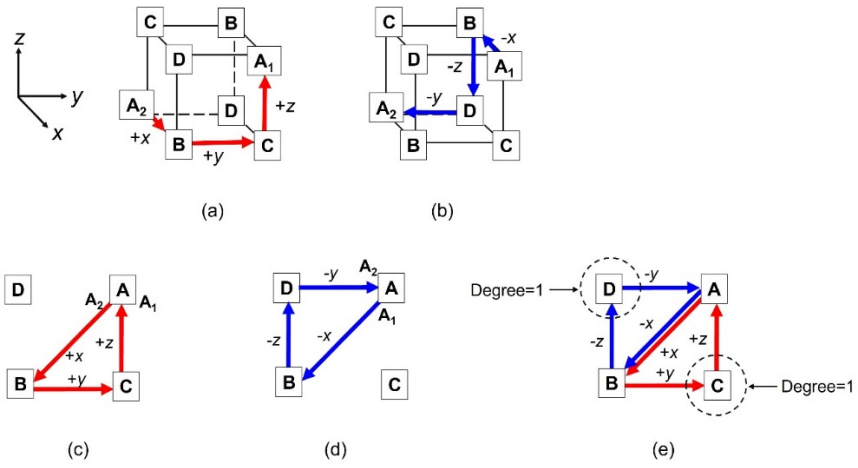 C B C B
-x
z D A₁ D A₁
-z
y A₂ D +z A₂ -y D
x +x B +y C B C
(a) (b)
D A A₂ A₁ D -y A₂ A A₁ Degree=1 D -y A
+x +z -z -x -z -x +x +z
B +y C B C B +y C Degree=1
(c) (d) (e)